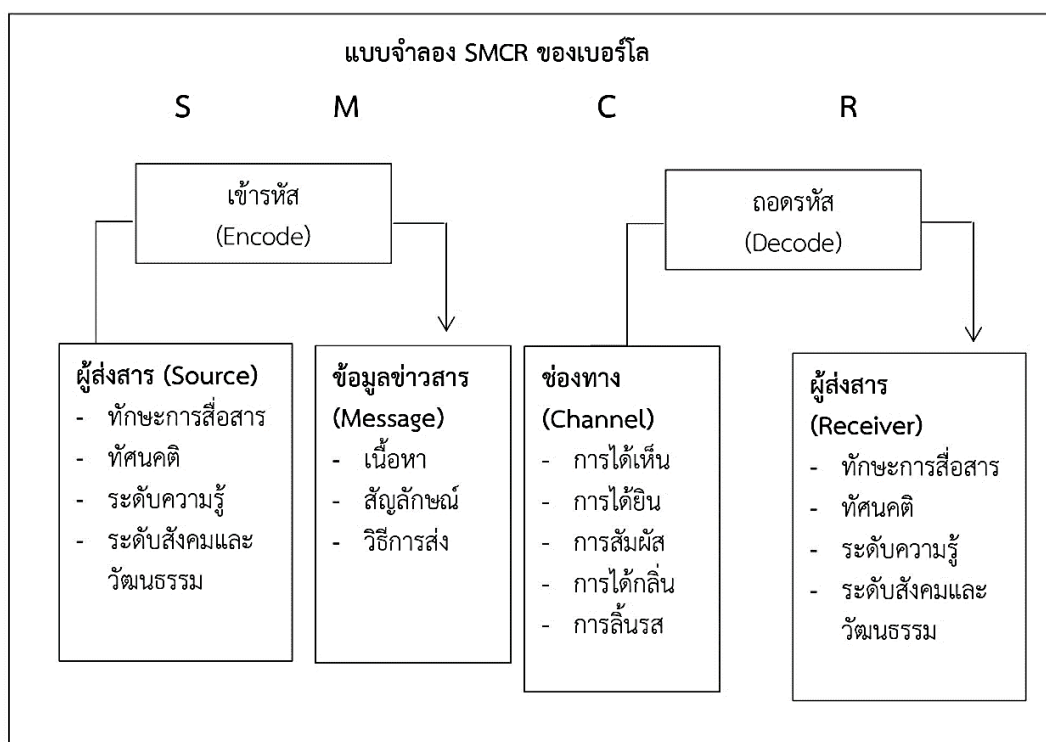 แบบจำลอง SMCR ของเบอร์โล
S M C R
เข้ารหัส
(Encode)
ถอดรหัส
(Decode)
ผู้ส่งสาร (Source)
- ทักษะการสื่อสาร
- ทัศนคติ
- ระดับความรู้
- ระดับสังคมและ
วัฒนธรรม
ข้อมูลข่าวสาร
(Message)
- เนื้อหา
- สัญลักษณ์
- วิธีการส่ง
ช่องทาง
(Channel)
- การได้เห็น
- การได้ยิน
- การสัมผัส
- การได้กลิ่น
- การลิ้นรส
ผู้ส่งสาร
(Receiver)
- ทักษะการสื่อสาร
- ทัศนคติ
- ระดับความรู้
- ระดับสังคมและ
วัฒนธรรม